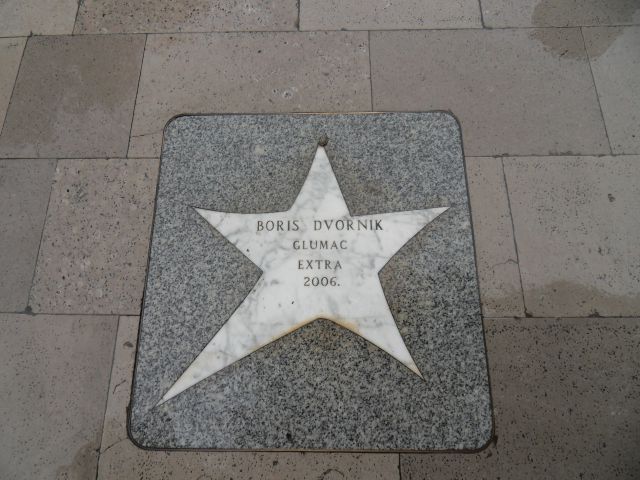 BORIS DVORNIK
GLUMAC
EXTRA
2006.